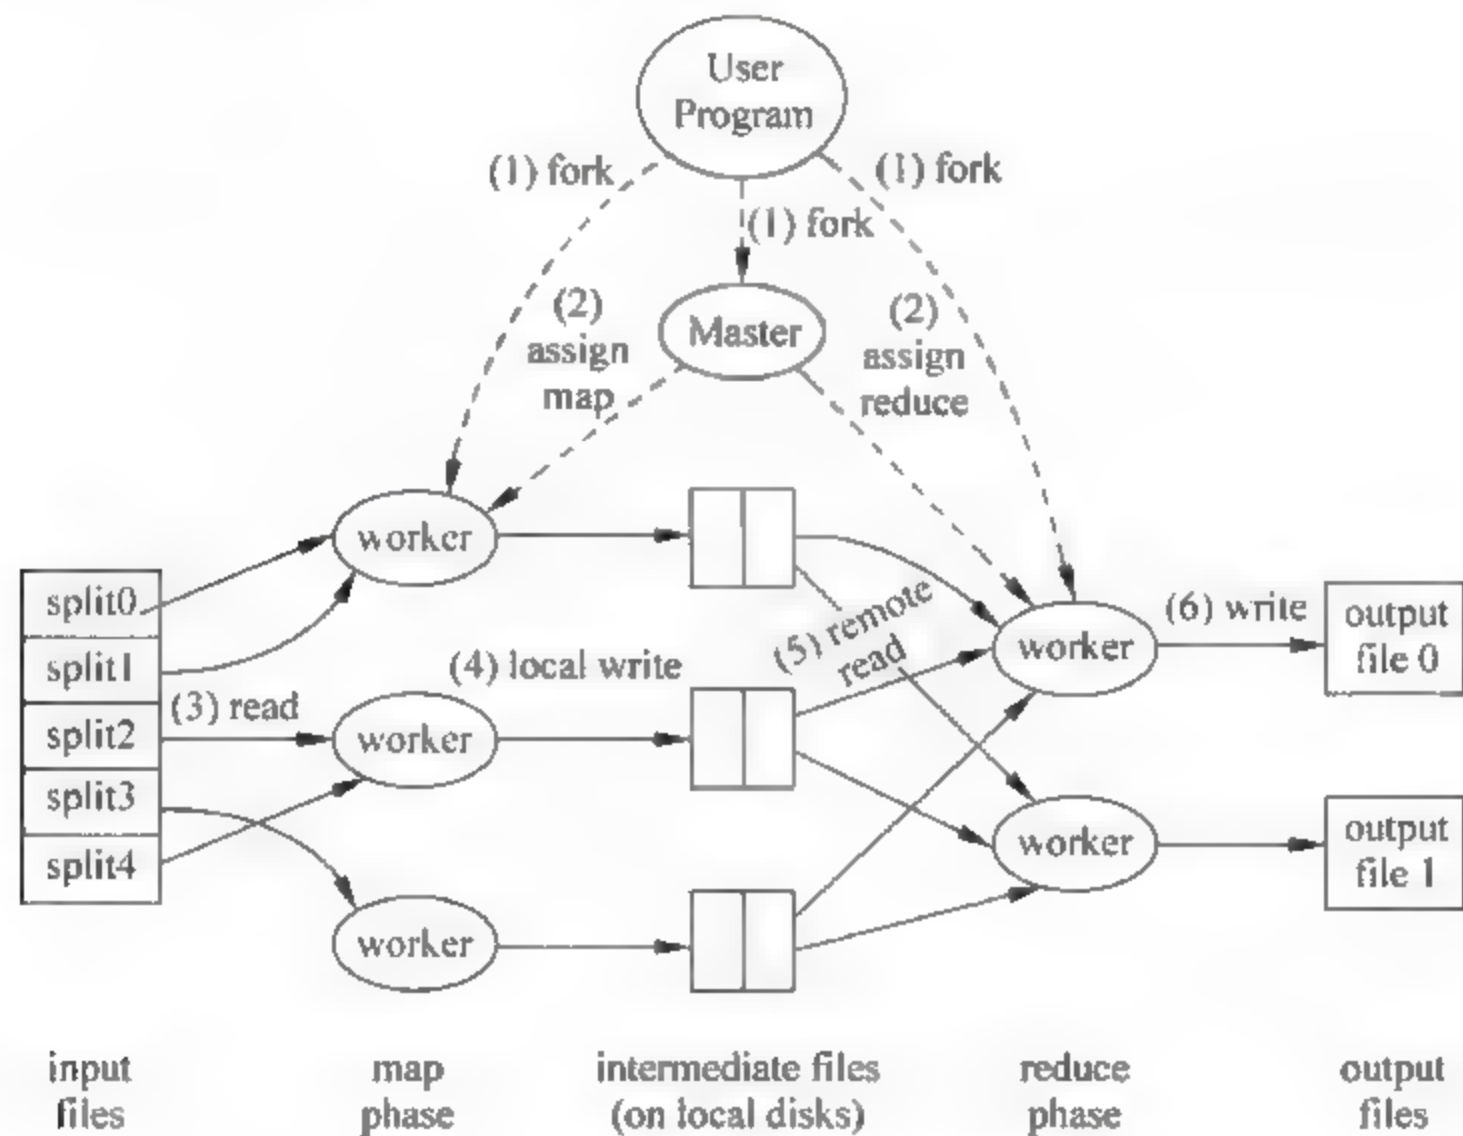 User
Program
(1) fork
(1) fork
(1) fork
(2)
assign
map
Master
(2)
assign
reduce
worker
split0
split1
split2
split3
split4
(3) read
worker
worker
(4) local write
(5) remote
read
worker
worker
(6) write
output
file 0
output
file 1
input
files
map
phase
intermediate files
(on local disks)
reduce
phase
output
files